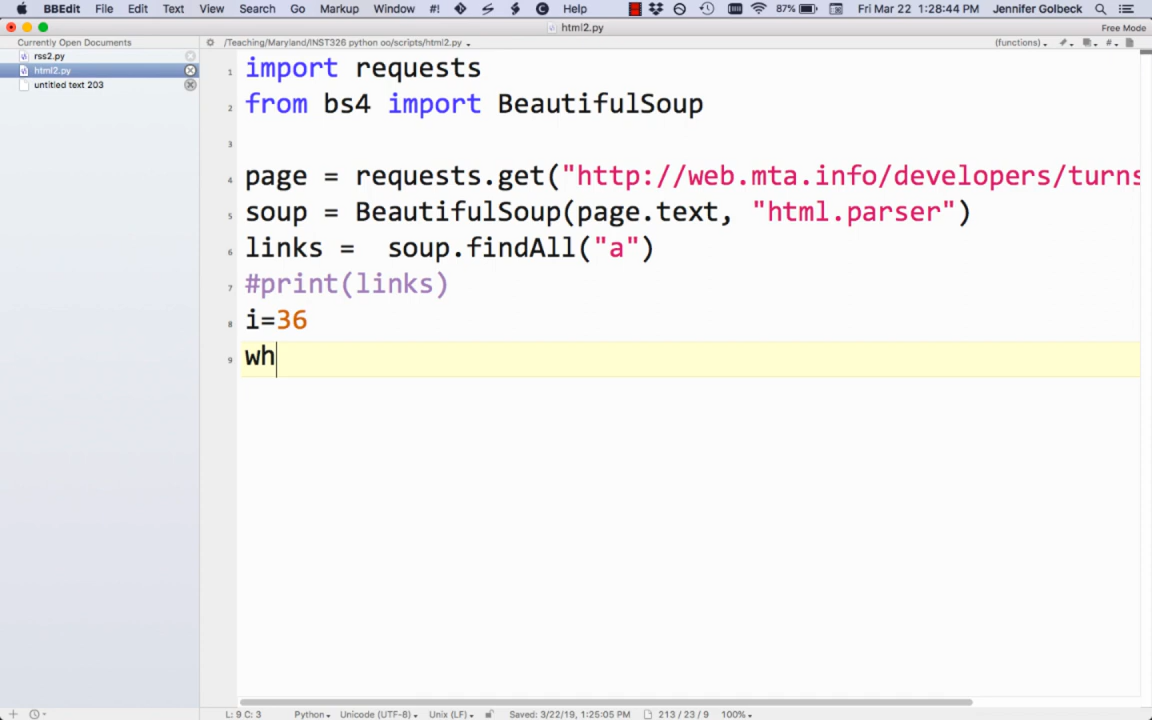 BBEdit File Edit Text View Search Go Markup Window #! Help 87% Fri Mar 22 1:28:44 PM Jennifer Golbeck
html2.py Free Mode
Currently Open Documents /Teaching/Maryland/INST326 python oo/scripts/html2.py (functions) #
rss2.py
html2.py
untitled text 203
1 import requests
2 from bs4 import BeautifulSoup
3
4 page = requests.get("http://web.mta.info/developers/turns
5 soup = BeautifulSoup(page.text, "html.parser")
6 links =  soup.findAll("a")
7 #print(links)
8 i=36
9 wh
L: 9 C: 3 Python Unicode (UTF-8) Unix (LF) Saved: 3/22/19, 1:25:05 PM 213 / 23 / 9 100%